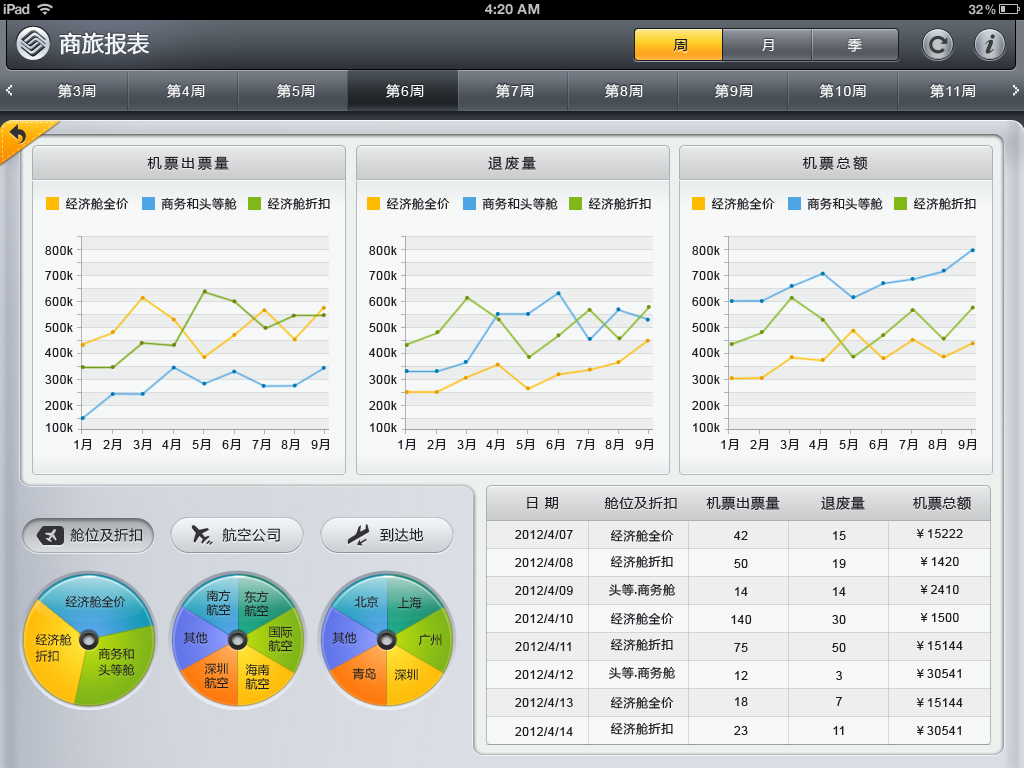 iPad 4:20 AM 32%
商旅报表 周 月 季
第3周 第4周 第5周 第6周 第7周 第8周 第9周 第10周 第11周
机票出票量
经济舱全价 商务和头等舱 经济舱折扣
800k
700k
600k
500k
400k
300k
200k
100k
1月 2月 3月 4月 5月 6月 7月 8月 9月
退废量
经济舱全价 商务和头等舱 经济舱折扣
800k
700k
600k
500k
400k
300k
200k
100k
1月 2月 3月 4月 5月 6月 7月 8月 9月
机票总额
经济舱全价 商务和头等舱 经济舱折扣
800k
700k
600k
500k
400k
300k
200k
100k
1月 2月 3月 4月 5月 6月 7月 8月 9月
舱位及折扣 航空公司 到达地
经济舱全价
经济舱
折扣
商务和
头等舱
南方
航空
东方
航空
其他
国际
航空
深圳
航空
海南
航空
北京
上海
其他
广州
青岛
深圳
日 期 舱位及折扣 机票出票量 退废量 机票总额
2012/4/07 经济舱全价 42 15 ￥15222
2012/4/08 经济舱折扣 50 19 ￥1420
2012/4/09 头等.商务舱 14 14 ￥2410
2012/4/10 经济舱全价 140 30 ￥1500
2012/4/11 经济舱折扣 75 50 ￥15144
2012/4/12 头等.商务舱 12 3 ￥30541
2012/4/13 经济舱全价 18 7 ￥15144
2012/4/14 经济舱折扣 23 11 ￥30541